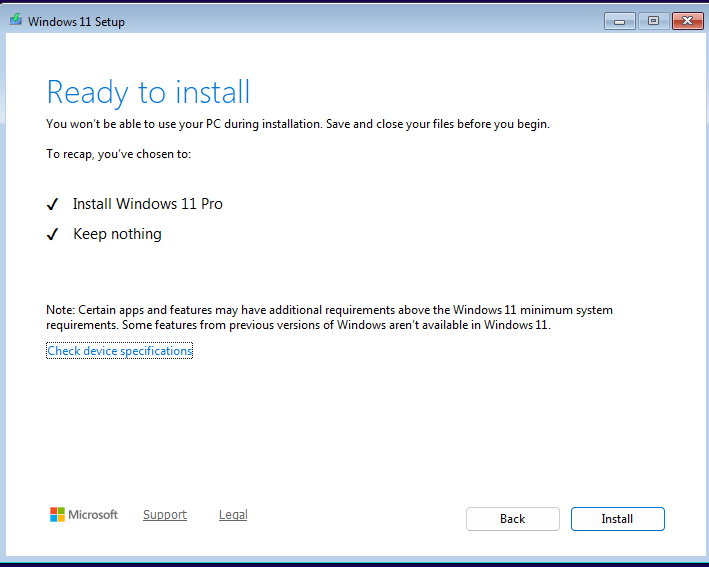 Windows 11 Setup
Ready to install
You won't be able to use your PC during installation. Save and close your files before you begin.
To recap, you've chosen to:
Install Windows 11 Pro
Keep nothing
Note: Certain apps and features may have additional requirements above the Windows 11 minimum system
requirements. Some features from previous versions of Windows aren't available in Windows 11.
Check device specifications
Microsoft Support Legal Back Install